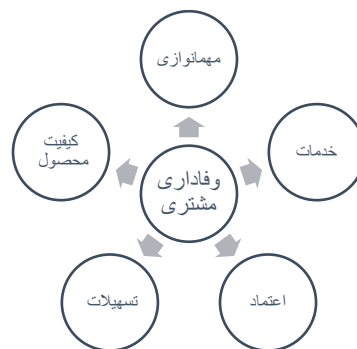 مهمانوازی
خدمات
کیفیت
محصول
وفاداری
مشتری
اعتماد
تسهیلات